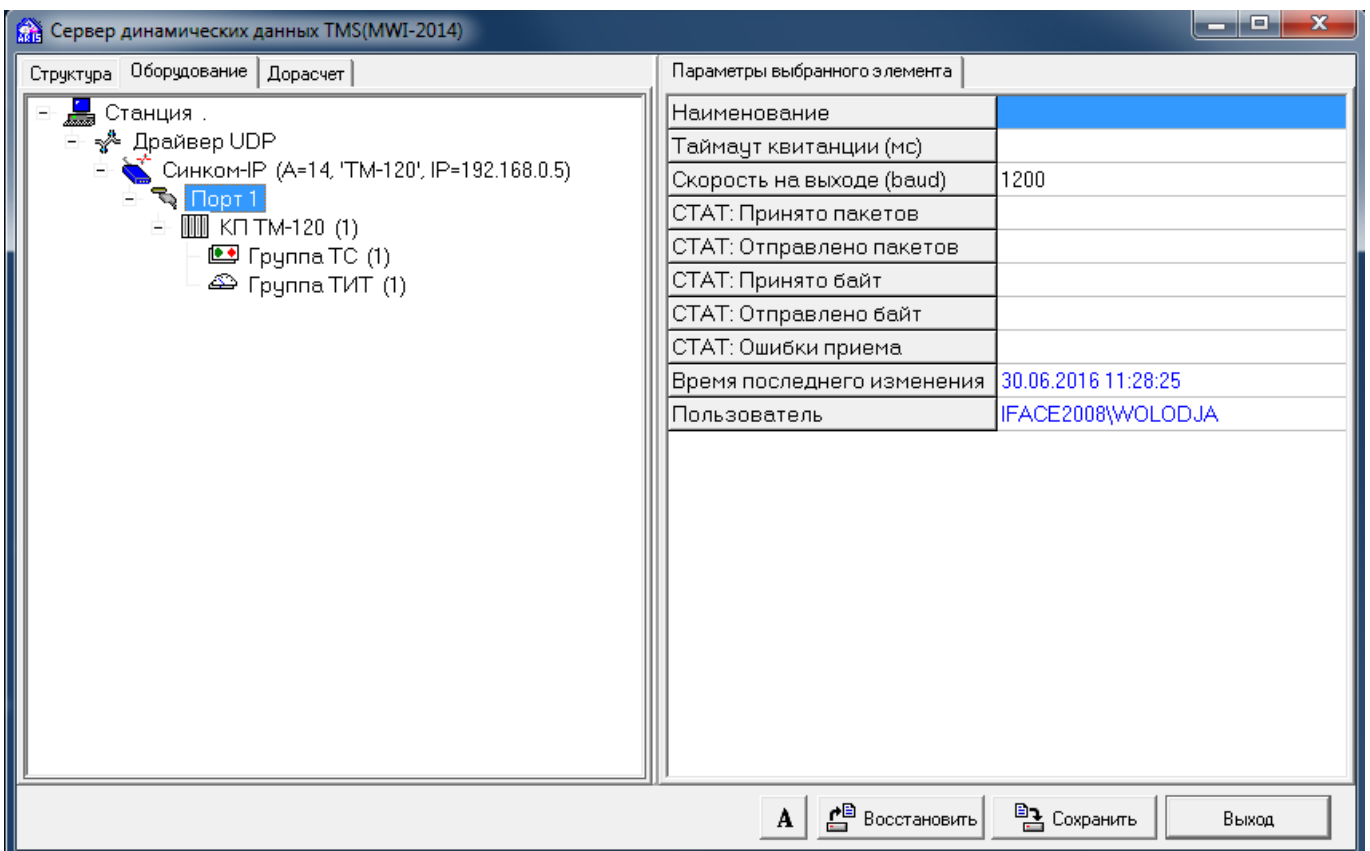 ARIS
Сервер динамических данных TMS(MWI-2014)
Структура Оборудование Дорасчет
Станция .
Драйвер UDP
Синком-IP (A=14, 'TM-120', IP=192.168.0.5)
Порт 1
КП ТМ-120 (1)
Группа ТС (1)
Группа ТИТ (1)
Параметры выбранного элемента
Наименование
Таймаут квитанции (мс)
Скорость на выходе (baud) 1200
СТАТ: Принято пакетов
СТАТ: Отправлено пакетов
СТАТ: Принято байт
СТАТ: Отправлено байт
СТАТ: Ошибки приема
Время последнего изменения 30.06.2016 11:28:25
Пользователь IFACE2008\WOLODJA
A Восстановить Сохранить Выход